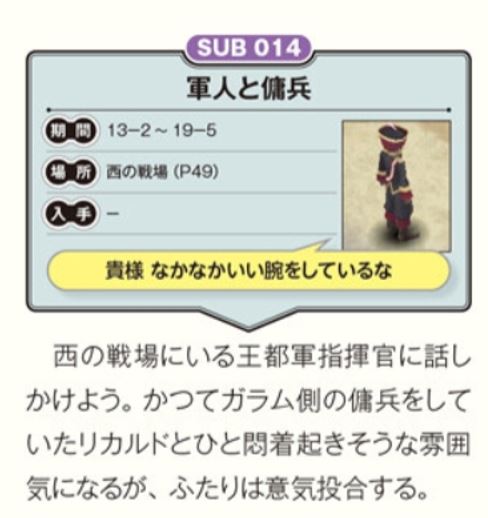 SUB 014
軍人と傭兵
期間 13−2～19−5
場所 西の戦場（P49）
入手 −
貴様 なかなかいい腕をしているな
西の戦場にいる王都軍指揮官に話し
かけよう。かつてガラム側の傭兵をして
いたリカルドとひと悶着起きそうな雰囲
気になるが、ふたりは意気投合する。